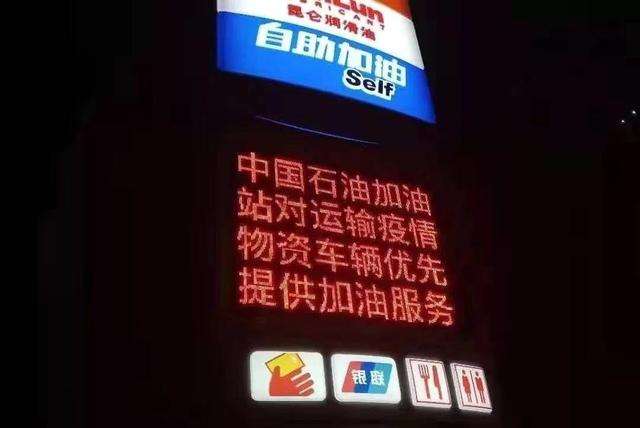 昆仑润滑油
自助加油
Self
中国石油加油
站对运输疫情
物资车辆优先
提供加油服务
银联